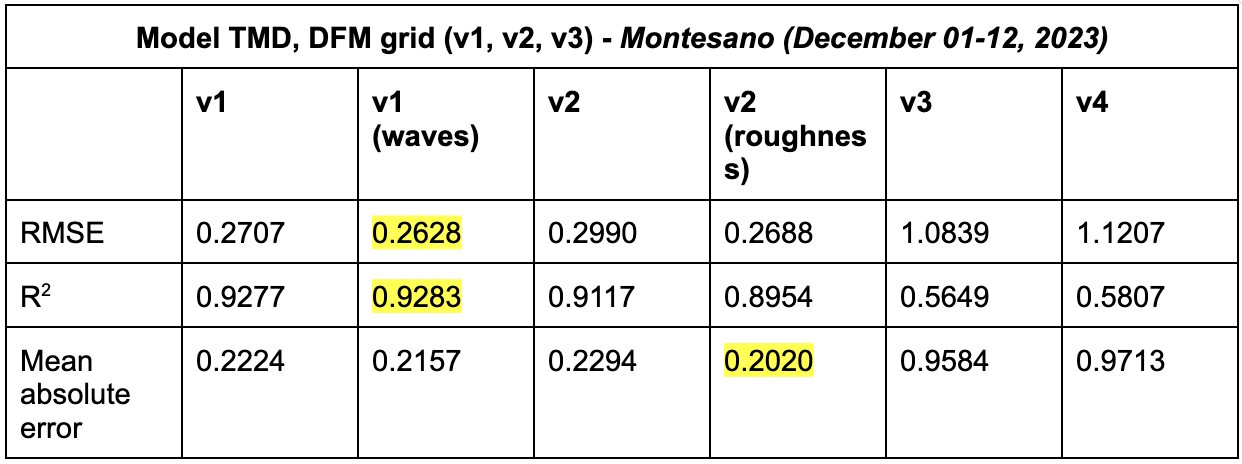 Model TMD, DFM grid (v1, v2, v3) - Montesano (December 01-12, 2023)
v1 v1 (waves) v2 v2 (roughness) v3 v4
RMSE 0.2707 0.2628 0.2990 0.2688 1.0839 1.1207
R² 0.9277 0.9283 0.9117 0.8954 0.5649 0.5807
Mean absolute error 0.2224 0.2157 0.2294 0.2020 0.9584 0.9713